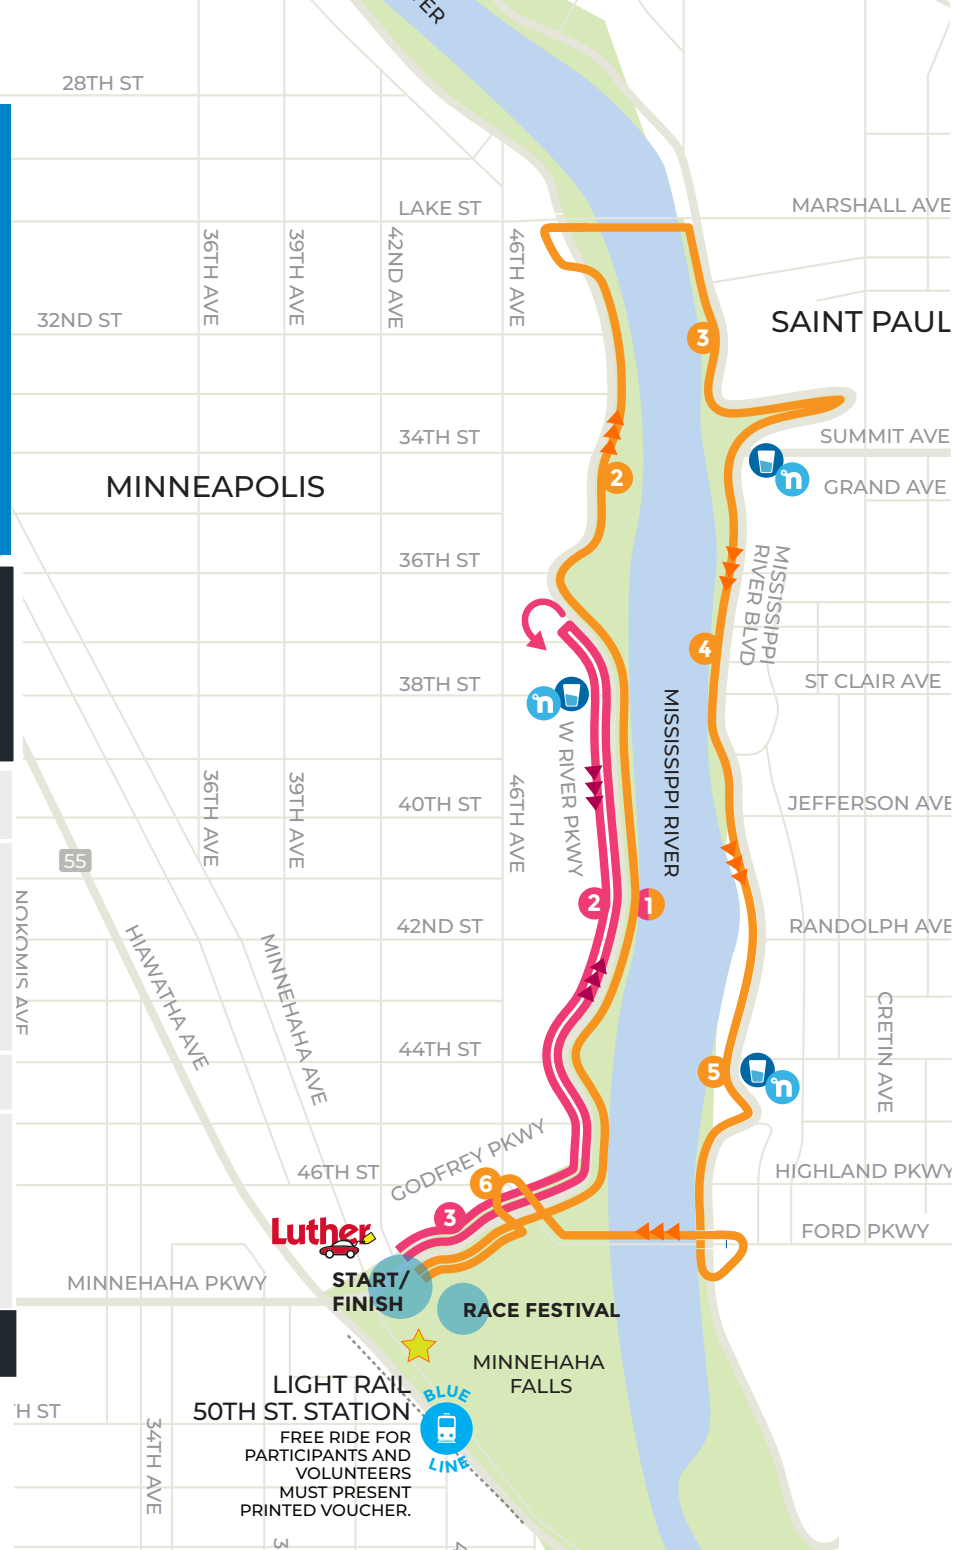 28TH ST
LAKE ST
MARSHALL AVE
36TH AVE
39TH AVE
42ND AVE
46TH AVE
32ND ST
SAINT PAUL
3
34TH ST
SUMMIT AVE
2
MINNEAPOLIS
GRAND AVE
n
36TH ST
MISSISSIPPI
RIVER BLVD
4
38TH ST
ST CLAIR AVE
n
MISSISSIPPI RIVER
W RIVER PKWY
36TH AVE
39TH AVE
46TH AVE
40TH ST
JEFFERSON AVE
55
2
1
NOKOMIS AVE
42ND ST
RANDOLPH AVE
HIAWATHA AVE
MINNEHAHA AVE
CRETIN AVE
44TH ST
5
n
GODFREY PKWY
46TH ST
HIGHLAND PKWY
6
3
Luther
FORD PKWY
MINNEHAHA PKWY
START/
FINISH
RACE FESTIVAL
MINNEHAHA
FALLS
LIGHT RAIL
50TH ST. STATION
BLUE
LINE
FREE RIDE FOR
PARTICIPANTS AND
VOLUNTEERS
MUST PRESENT
PRINTED VOUCHER.
H ST
34TH AVE